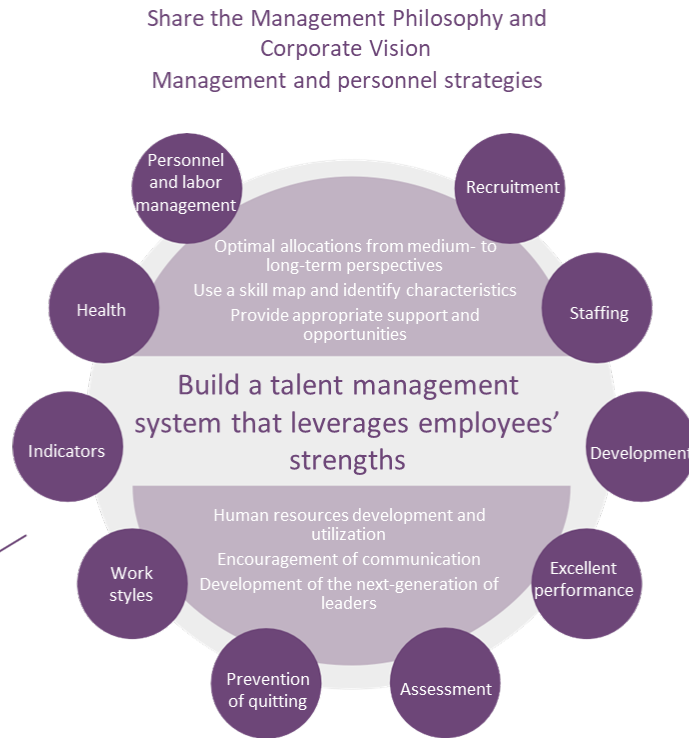 Share the Management Philosophy and
Corporate Vision
Management and personnel strategies
Personnel
and labor
management
Recruitment
Optimal allocations from medium- to
long-term perspectives
Use a skill map and identify characteristics
Provide appropriate support and
opportunities
Health
Staffing
Build a talent management
system that leverages employees’
strengths
Indicators
Development
Human resources development and
utilization
Encouragement of communication
Development of the next-generation of
leaders
Work
styles
Excellent
performance
Prevention
of quitting
Assessment